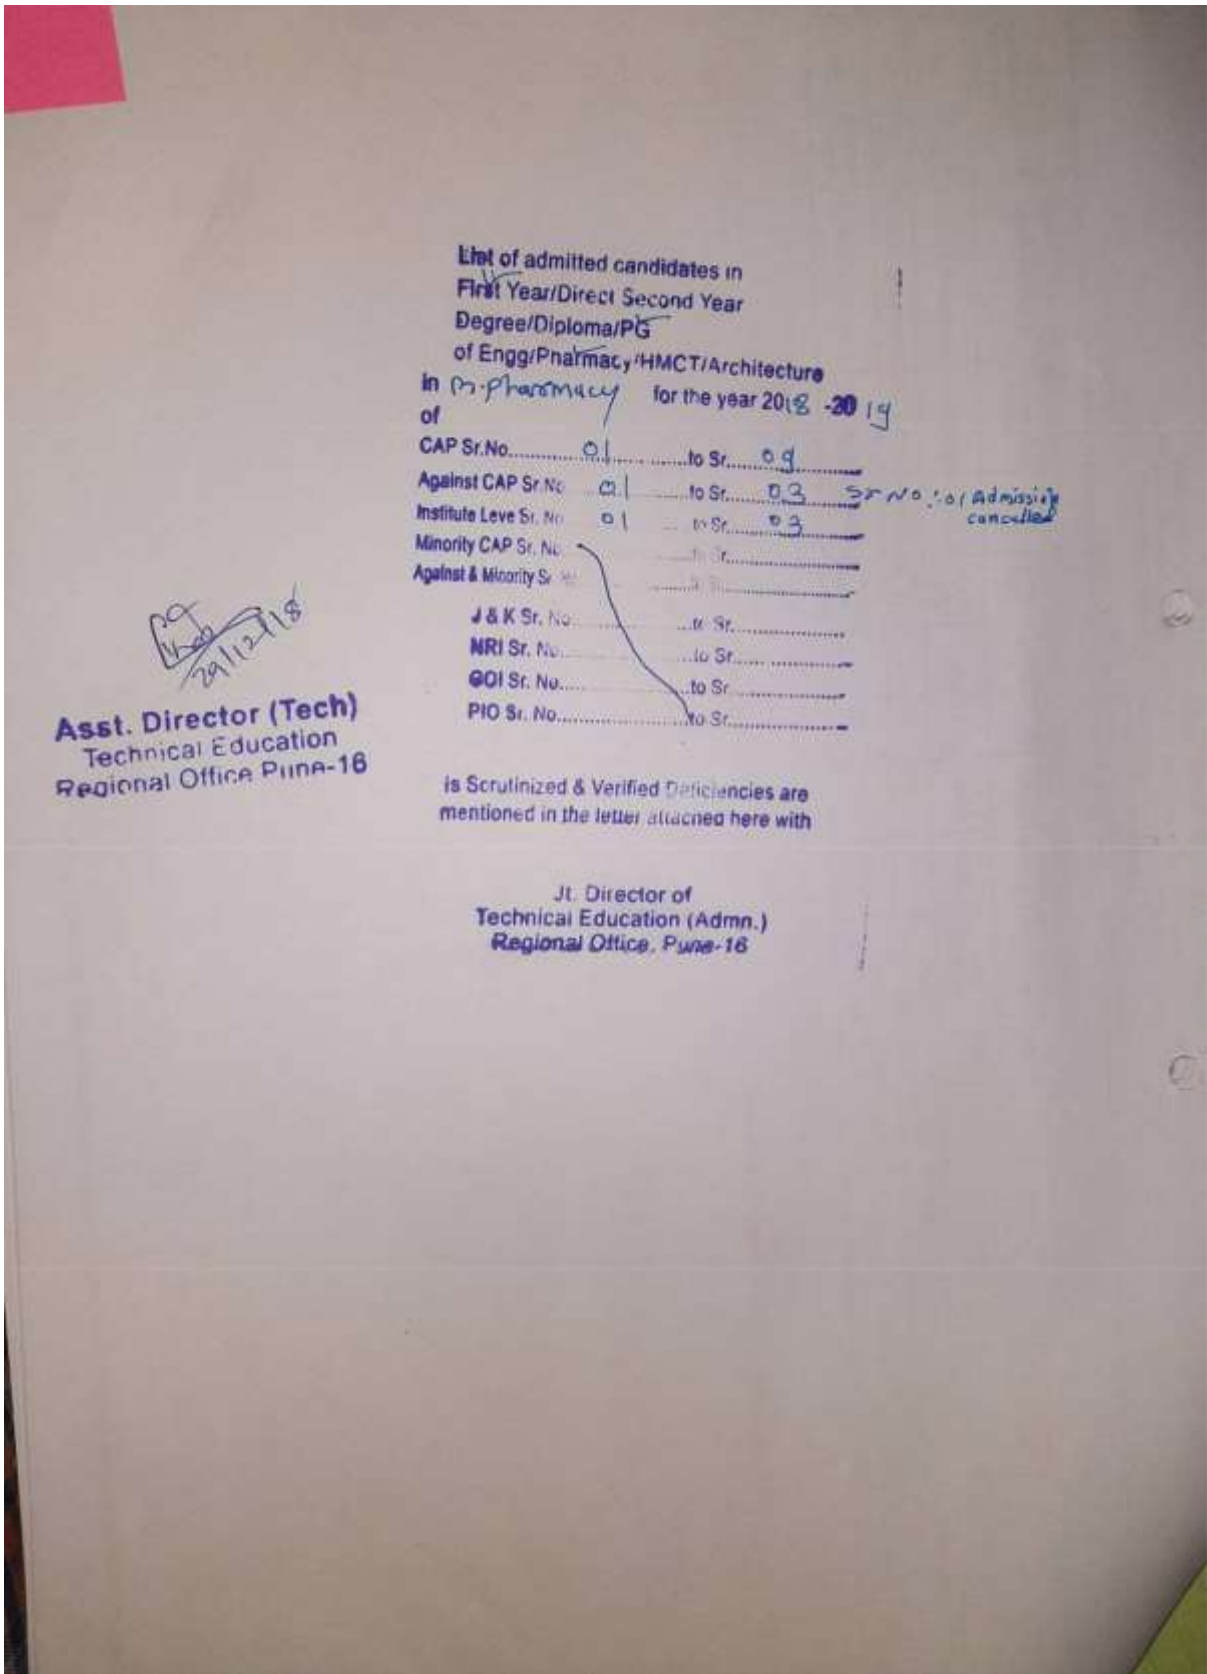 List of admitted candidates in
First Year/Direct Second Year
Degree/Diploma/PG
of Engg/Pharmacy/HMCT/Architecture
in M.pharmacy for the year 2018 -2019
of
CAP Sr.No. 01 to Sr. 09
Against CAP Sr.No 01 to Sr. 03 Sr No : 01 Admission cancelled
Institute Leve Sr. No 01 to Sr. 03
Minority CAP Sr. No to Sr.
Against & Minority Sr
J & K Sr. No. to Sr.
NRI Sr. No. to Sr.
GOI Sr. No. to Sr.
PIO Sr. No. to Sr.
29/12/18
Asst. Director (Tech)
Technical Education
Regional Office Pune-16
is Scrutinized & Verified Deficiencies are
mentioned in the letter attached here with
Jt. Director of
Technical Education (Admn.)
Regional Office, Pune-16